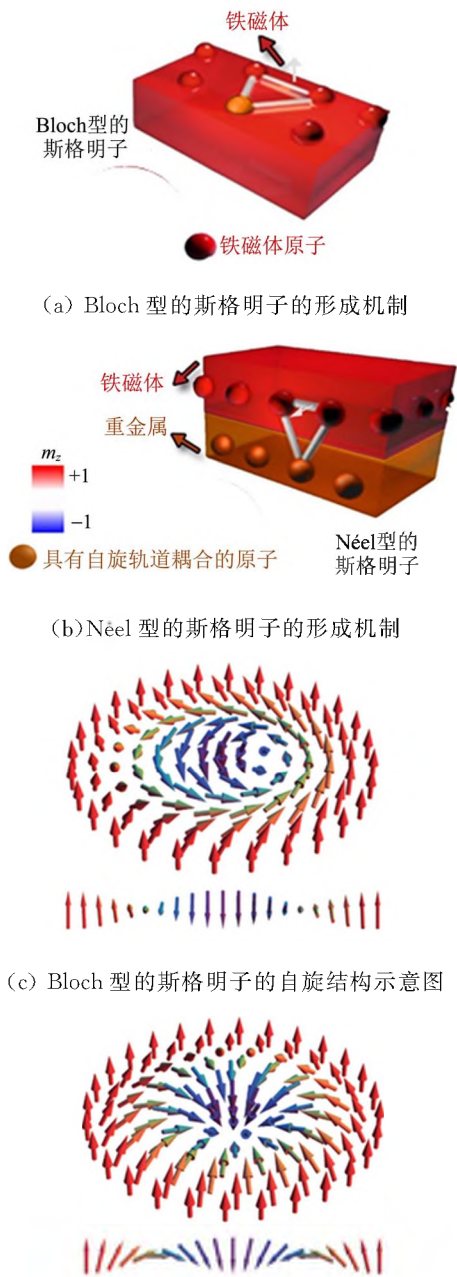 铁磁体
Bloch型的
斯格明子
铁磁体原子
(a) Bloch 型的斯格明子的形成机制
铁磁体
重金属
mz
+1
−1
Néel型的
斯格明子
具有自旋轨道耦合的原子
(b)Néel 型的斯格明子的形成机制
(c) Bloch 型的斯格明子的自旋结构示意图